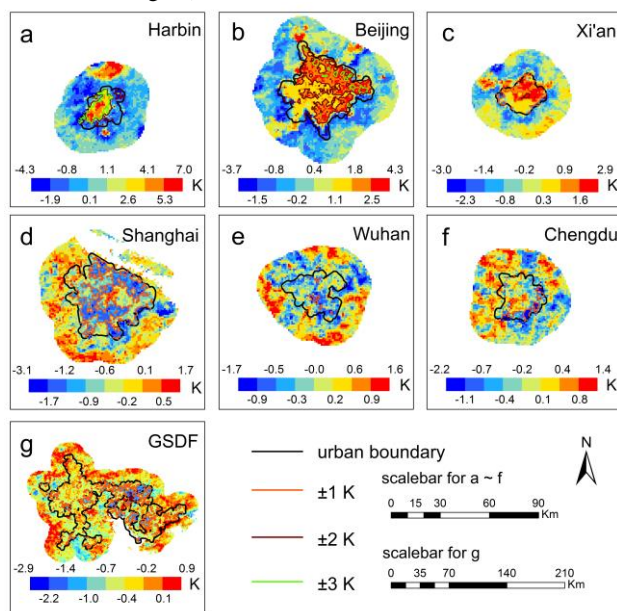 a Harbin
-4.3 -0.8 1.1 4.1 7.0
K
-1.9 0.1 2.6 5.3
b Beijing
-3.7 -0.8 0.4 1.8 4.3
K
-1.5 -0.2 1.1 2.5
c Xi'an
-3.0 -1.4 -0.2 0.9 2.9
K
-2.3 -0.8 0.3 1.6
d Shanghai
-3.1 -1.2 -0.6 0.1 1.7
K
-1.7 -0.9 -0.2 0.5
e Wuhan
-1.7 -0.5 -0.0 0.6 1.6
K
-0.9 -0.3 0.3 0.9
f Chengdu
-2.2 -0.7 -0.1 0.4 1.4
K
-1.1 -0.4 0.2 0.8
g GSDF
-2.9 -1.4 -0.7 -0.2 0.9
K
-2.2 -1.0 -0.4 0.1
urban boundary
±1 K
±2 K
±3 K
N
scalebar for a ~ f
0 15 30 60 90
Km
scalebar for g
0 35 70 140 210
Km